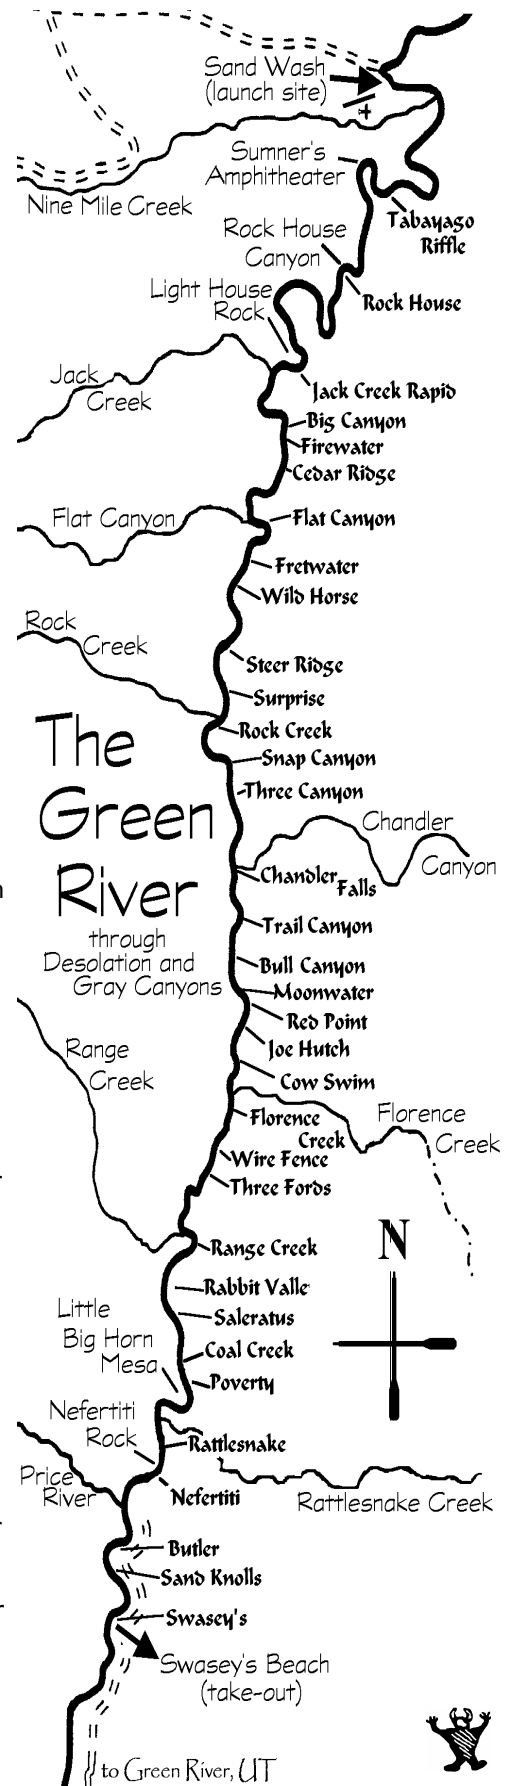 Sand Wash
(launch site)
Sumner's
Amphitheater
Nine Mile Creek
Tabayago
Riffle
Rock House
Canyon
Light House
Rock
Rock House
Jack
Creek
Jack Creek Rapid
Big Canyon
Firewater
Cedar Ridge
Flat Canyon
Flat Canyon
Fretwater
Wild Horse
Rock
Creek
Steer Ridge
Surprise
Rock Creek
The
Green
River
through
Desolation and
Gray Canyons
Snap Canyon
Three Canyon
Chandler
Canyon
Chandler
Falls
Trail Canyon
Bull Canyon
Moonwater
Red Point
Joe Hutch
Cow Swim
Range
Creek
Florence
Creek
Florence
Creek
Wire Fence
Three Fords
N
Range Creek
Rabbit Valle
Saleratus
Little
Big Horn
Mesa
Coal Creek
Poverty
Nefertiti
Rock
Rattlesnake
Price
River
Nefertiti
Rattlesnake Creek
Butler
Sand Knolls
Swasey's
Swasey's Beach
(take-out)
to Green River, UT